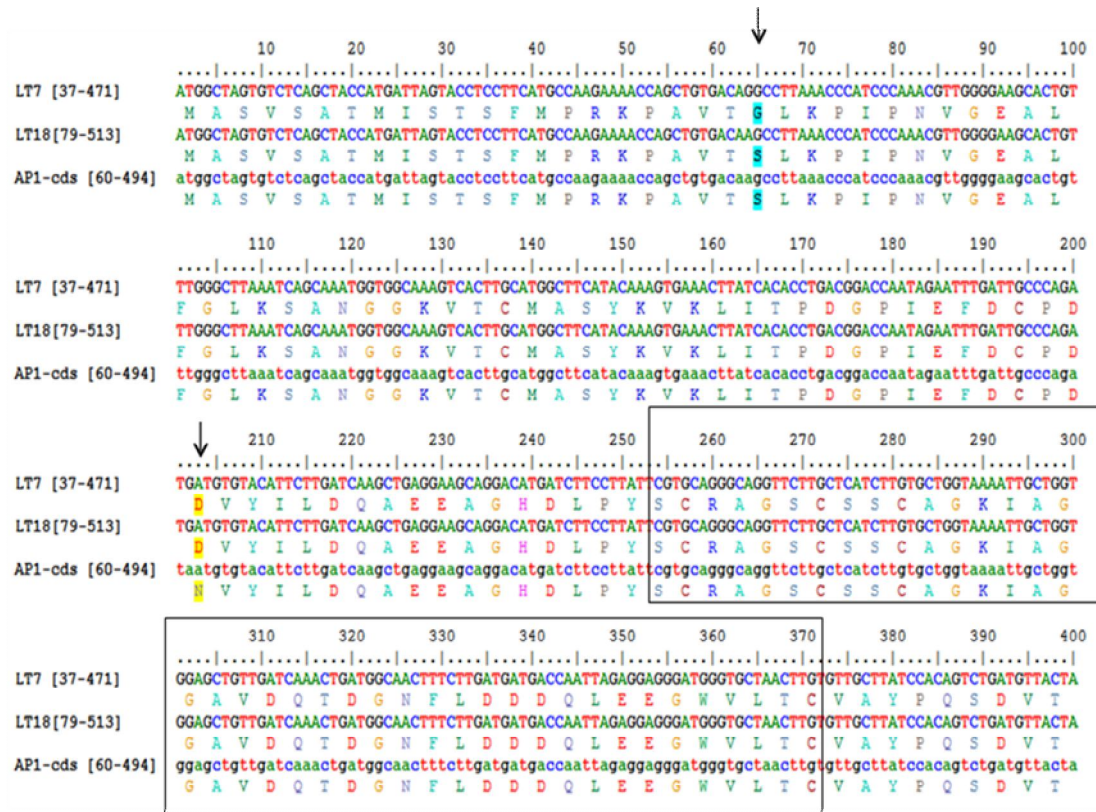 10 20 30 40 50 60 70 80 90 100
....|....|....|....|....|....|....|....|....|....|....|....|....|....|....|....|....|....|....|....|
LT7 [37-471] ATGGCTAGTGTCTCAGCTACCATGATTAGTACCTCCTTCATGCCAAGAAAACCAGCTGTGACAGGCCTTAAACCCATCCCAAACGTTGGGGAAGCACTGT
M A S V S A T M I S T S F M P R K P A V T G L K P I P N V G E A L
LT18[79-513] ATGGCTAGTGTCTCAGCTACCATGATTAGTACCTCCTTCATGCCAAGAAAACCAGCTGTGACAAGCCTTAAACCCATCCCAAACGTTGGGGAAGCACTGT
M A S V S A T M I S T S F M P R K P A V T S L K P I P N V G E A L
AP1-cds [60-494] atggctagtgtctcagctaccatgattagtacctccttcatgccaagaaaaccagctgtgacaagccttaaacccatcccaaacgttggggaagcactgt
M A S V S A T M I S T S F M P R K P A V T S L K P I P N V G E A L
110 120 130 140 150 160 170 180 190 200
....|....|....|....|....|....|....|....|....|....|....|....|....|....|....|....|....|....|....|....|
LT7 [37-471] TTGGGCTTAAATCAGCAAATGGTGGCAAAGTCACTTGCATGGCTTCATACAAAGTGAAACTTATCACACCTGACGGACCAATAGAATTTGATTGCCCAGA
F G L K S A N G G K V T C M A S Y K V K L I T P D G P I E F D C P D
LT18[79-513] TTGGGCTTAAATCAGCAAATGGTGGCAAAGTCACTTGCATGGCTTCATACAAAGTGAAACTTATCACACCTGACGGACCAATAGAATTTGATTGCCCAGA
F G L K S A N G G K V T C M A S Y K V K L I T P D G P I E F D C P D
AP1-cds [60-494] ttgggcttaaatcagcaaatggtggcaaagtcacttgcatggcttcatacaaagtgaaacttatcacacctgacggaccaatagaatttgattgcccaga
F G L K S A N G G K V T C M A S Y K V K L I T P D G P I E F D C P D
210 220 230 240 250 260 270 280 290 300
....|....|....|....|....|....|....|....|....|....|....|....|....|....|....|....|....|....|....|....|
LT7 [37-471] TGATGTGTACATTCTTGATCAAGCTGAGGAAGCAGGACATGATCTTCCTTATTCGTGCAGGGCAGGTTCTTGCTCATCTTGTGCTGGTAAAATTGCTGGT
D V Y I L D Q A E E A G H D L P Y S C R A G S C S S C A G K I A G
LT18[79-513] TGATGTGTACATTCTTGATCAAGCTGAGGAAGCAGGACATGATCTTCCTTATTCGTGCAGGGCAGGTTCTTGCTCATCTTGTGCTGGTAAAATTGCTGGT
D V Y I L D Q A E E A G H D L P Y S C R A G S C S S C A G K I A G
AP1-cds [60-494] taatgtgtacattcttgatcaagctgaggaagcaggacatgatcttccttattcgtgcagggcaggttcttgctcatcttgtgctggtaaaattgctggt
N V Y I L D Q A E E A G H D L P Y S C R A G S C S S C A G K I A G
310 320 330 340 350 360 370 380 390 400
....|....|....|....|....|....|....|....|....|....|....|....|....|....|....|....|....|....|....|....|
LT7 [37-471] GGAGCTGTTGATCAAACTGATGGCAACTTTCTTGATGATGACCAATTAGAGGAGGGATGGGTGCTAACTTGTGTTGCTTATCCACAGTCTGATGTTACTA
G A V D Q T D G N F L D D D Q L E E G W V L T C V A Y P Q S D V T
LT18[79-513] GGAGCTGTTGATCAAACTGATGGCAACTTTCTTGATGATGACCAATTAGAGGAGGGATGGGTGCTAACTTGTGTTGCTTATCCACAGTCTGATGTTACTA
G A V D Q T D G N F L D D D Q L E E G W V L T C V A Y P Q S D V T
AP1-cds [60-494] ggagctgttgatcaaactgatggcaactttcttgatgatgaccaattagaggagggatgggtgctaacttgtgttgcttatccacagtctgatgttacta
G A V D Q T D G N F L D D D Q L E E G W V L T C V A Y P Q S D V T